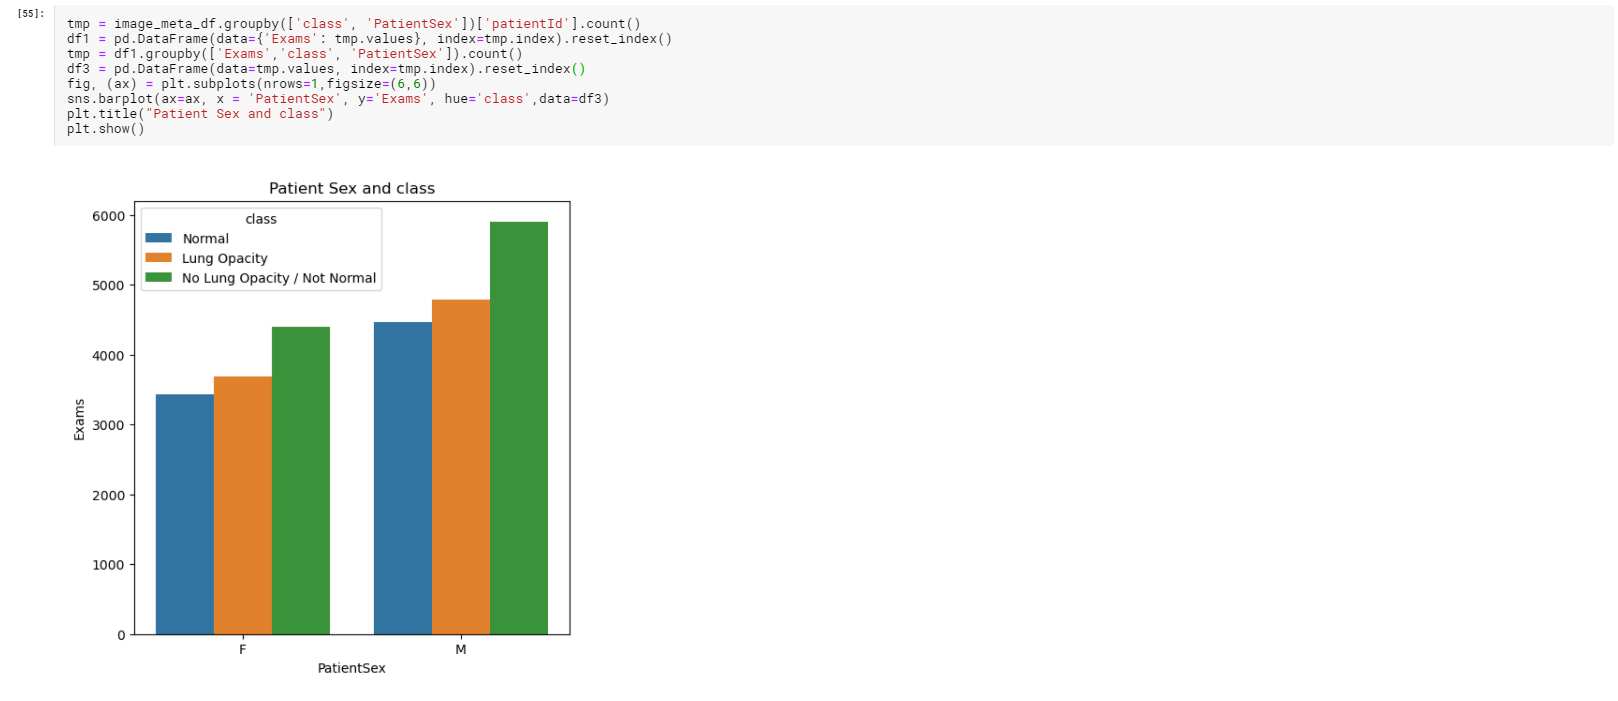 [55]:
tmp = image_meta_df.groupby(['class', 'PatientSex'])['patientId'].count()
df1 = pd.DataFrame(data={'Exams': tmp.values}, index=tmp.index).reset_index()
tmp = df1.groupby(['Exams','class', 'PatientSex']).count()
df3 = pd.DataFrame(data=tmp.values, index=tmp.index).reset_index()
fig, (ax) = plt.subplots(nrows=1,figsize=(6,6))
sns.barplot(ax=ax, x = 'PatientSex', y='Exams', hue='class',data=df3)
plt.title("Patient Sex and class")
plt.show()
Patient Sex and class
class
Normal
Lung Opacity
No Lung Opacity / Not Normal
6000
5000
4000
3000
2000
1000
0
Exams
F
M
PatientSex